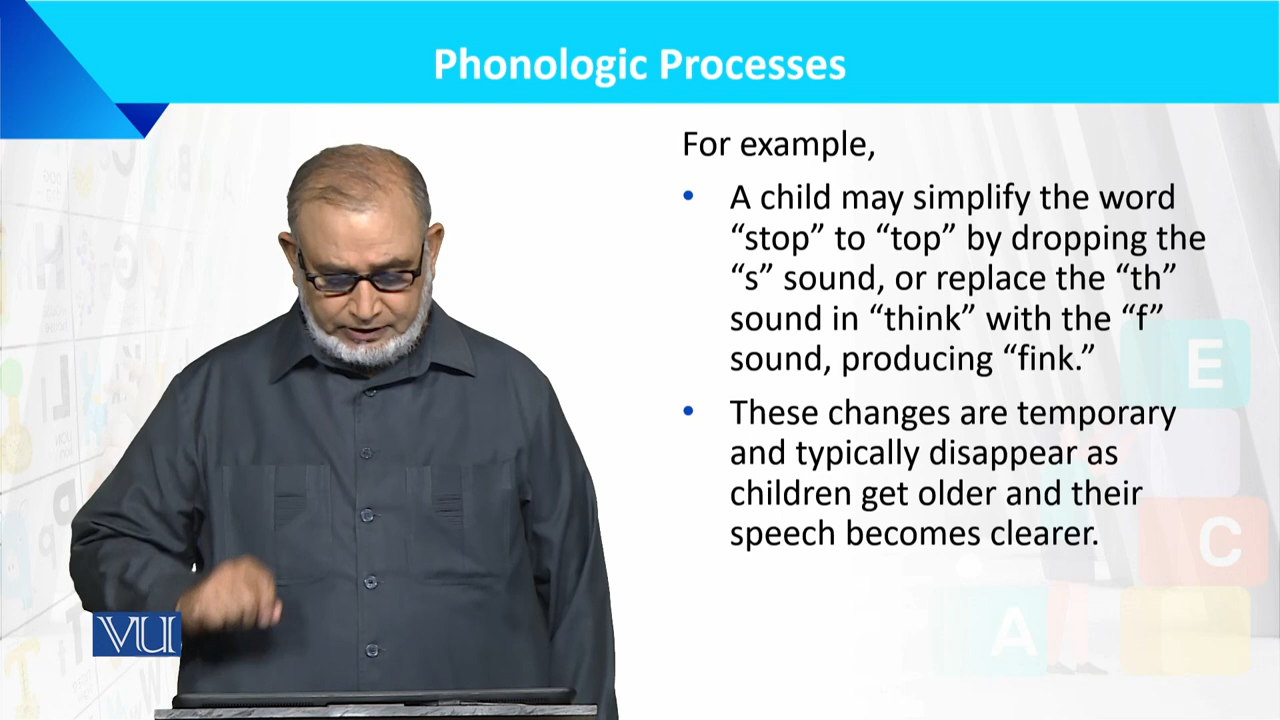 Phonologic Processes
For example,
• A child may simplify the word
“stop” to “top” by dropping the
“s” sound, or replace the “th”
sound in “think” with the “f”
sound, producing “fink.”
• These changes are temporary
and typically disappear as
children get older and their
speech becomes clearer.
E
C
A
VU